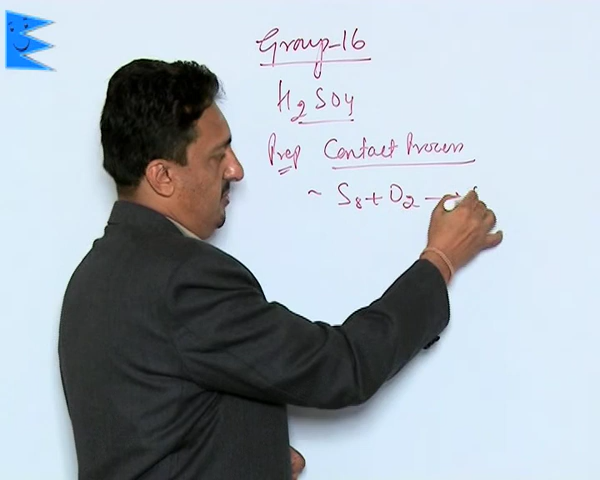 Group-16
H2SO4
Prep Contact Process
~ S8 + O2 →